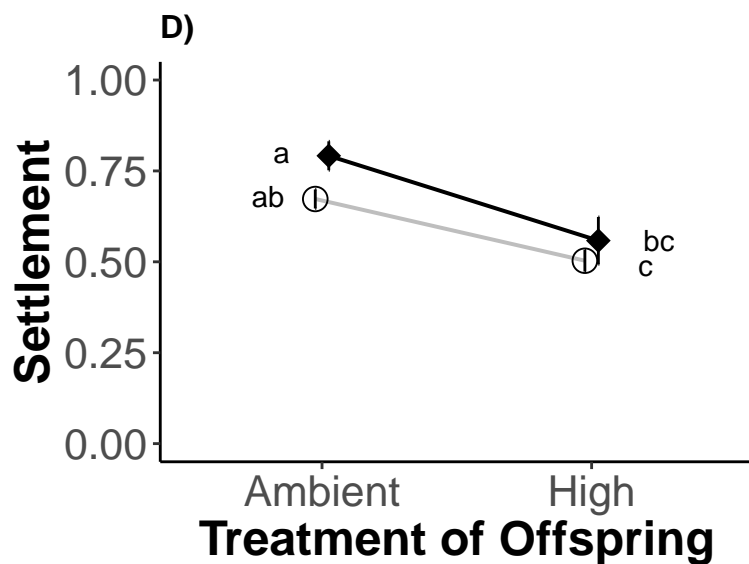 D)
1.00
0.75
0.50
0.25
0.00
Settlement
a
ab
bc
c
Ambient High
Treatment of Offspring